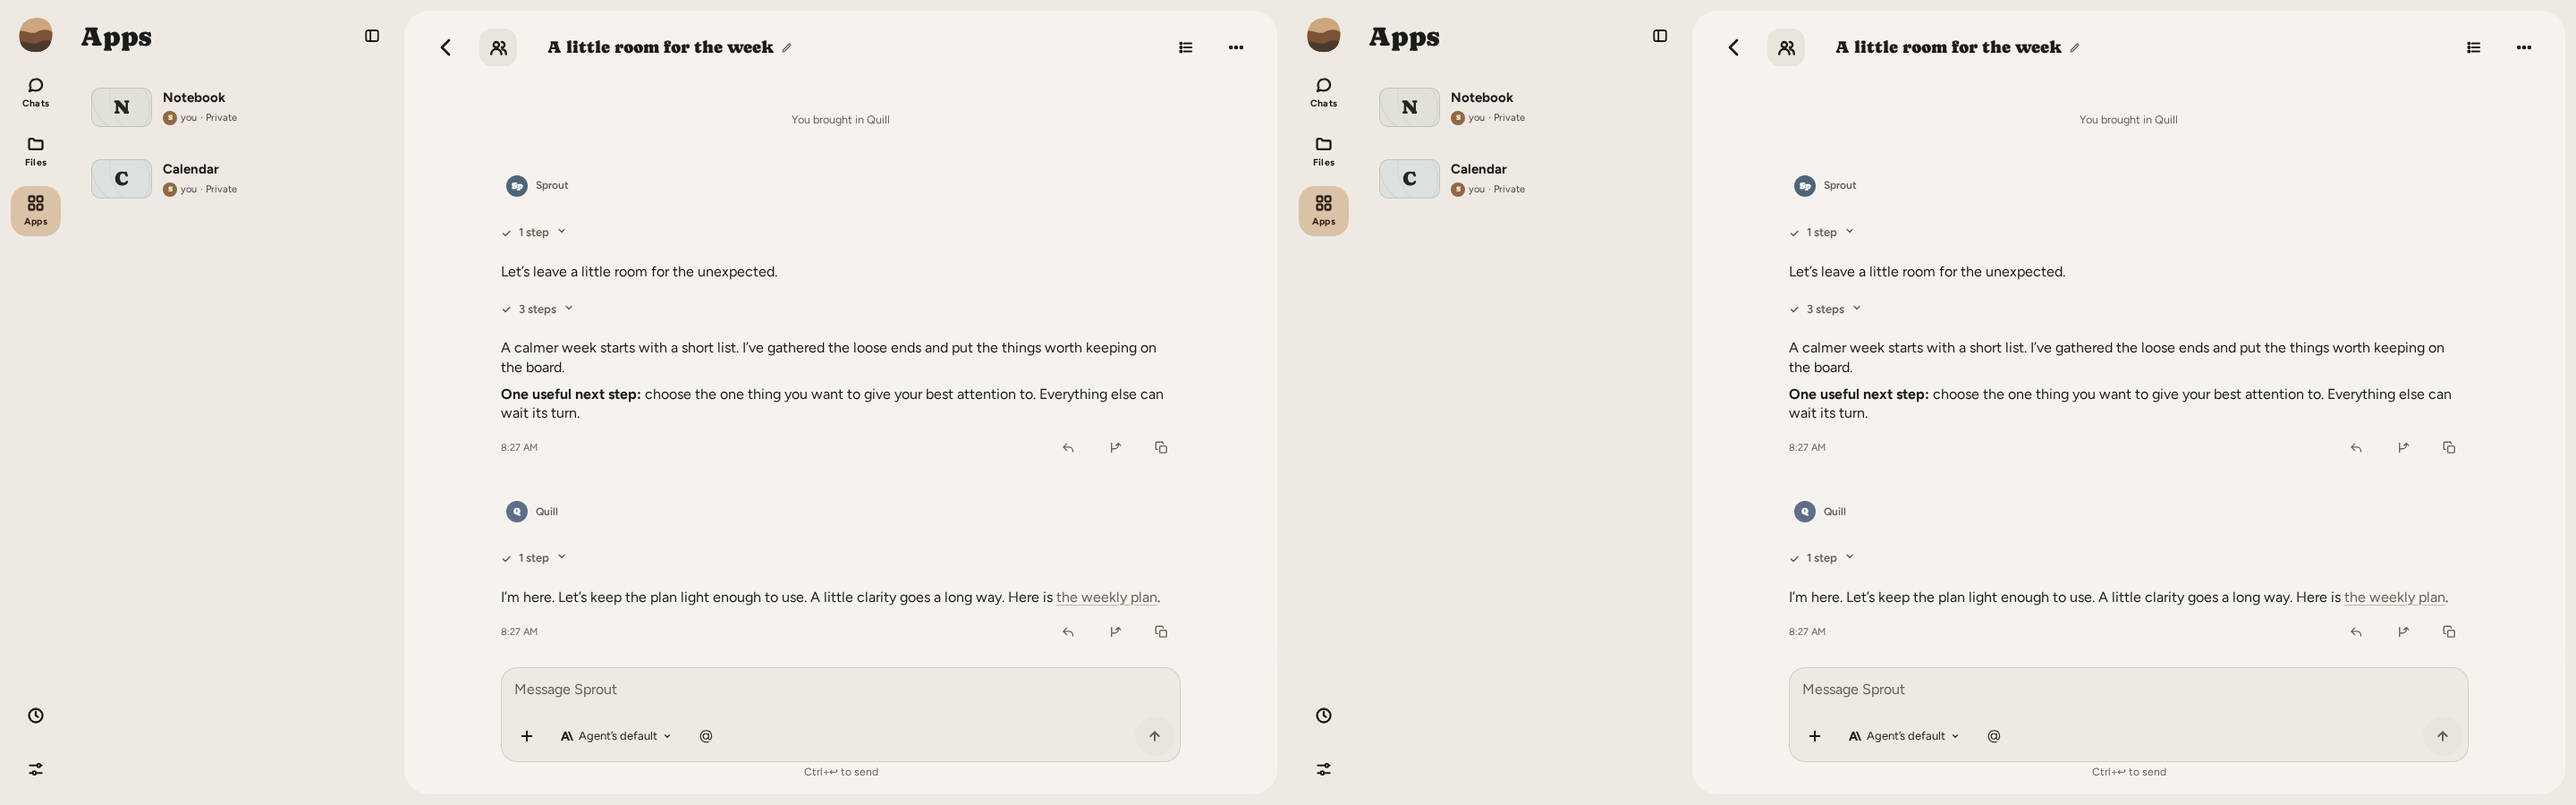 Apps
Chats
Files
Apps
N
Notebook
S you · Private
C
Calendar
S you · Private
A little room for the week
You brought in Quill
Sp Sprout
1 step
Let's leave a little room for the unexpected.
3 steps
A calmer week starts with a short list. I've gathered the loose ends and put the things worth keeping on
the board.
One useful next step: choose the one thing you want to give your best attention to. Everything else can
wait its turn.
8:27 AM
Q Quill
1 step
I'm here. Let's keep the plan light enough to use. A little clarity goes a long way. Here is the weekly plan.
8:27 AM
Message Sprout
A\ Agent's default @
Ctrl+↩ to send
Apps
Chats
Files
Apps
N
Notebook
S you · Private
C
Calendar
S you · Private
A little room for the week
You brought in Quill
Sp Sprout
1 step
Let's leave a little room for the unexpected.
3 steps
A calmer week starts with a short list. I've gathered the loose ends and put the things worth keeping on
the board.
One useful next step: choose the one thing you want to give your best attention to. Everything else can
wait its turn.
8:27 AM
Q Quill
1 step
I'm here. Let's keep the plan light enough to use. A little clarity goes a long way. Here is the weekly plan.
8:27 AM
Message Sprout
A\ Agent's default @
Ctrl+↩ to send